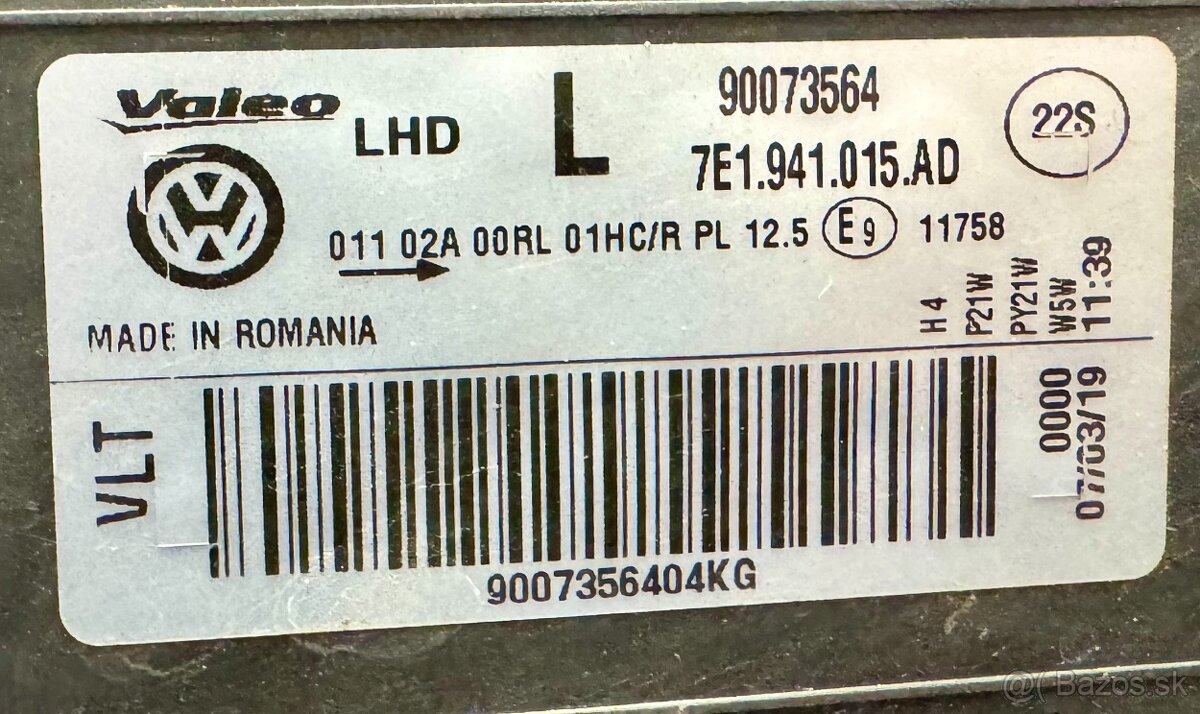 Valeo
LHD
L
90073564
7E1.941.015.AD
22S
011 02A 00RL 01HC/R PL 12.5 E9 11758
MADE IN ROMANIA
H4
P21W
PY21W
W5W
11:39
VLT
0000
07/03/19
9007356404KG
@( Bazos.sk